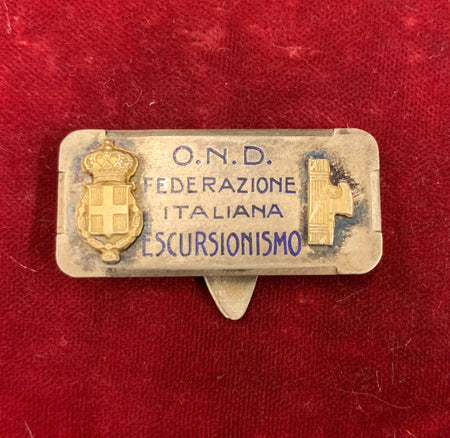 O.N.D.
FEDERAZIONE
ITALIANA
ESCURSIONISMO